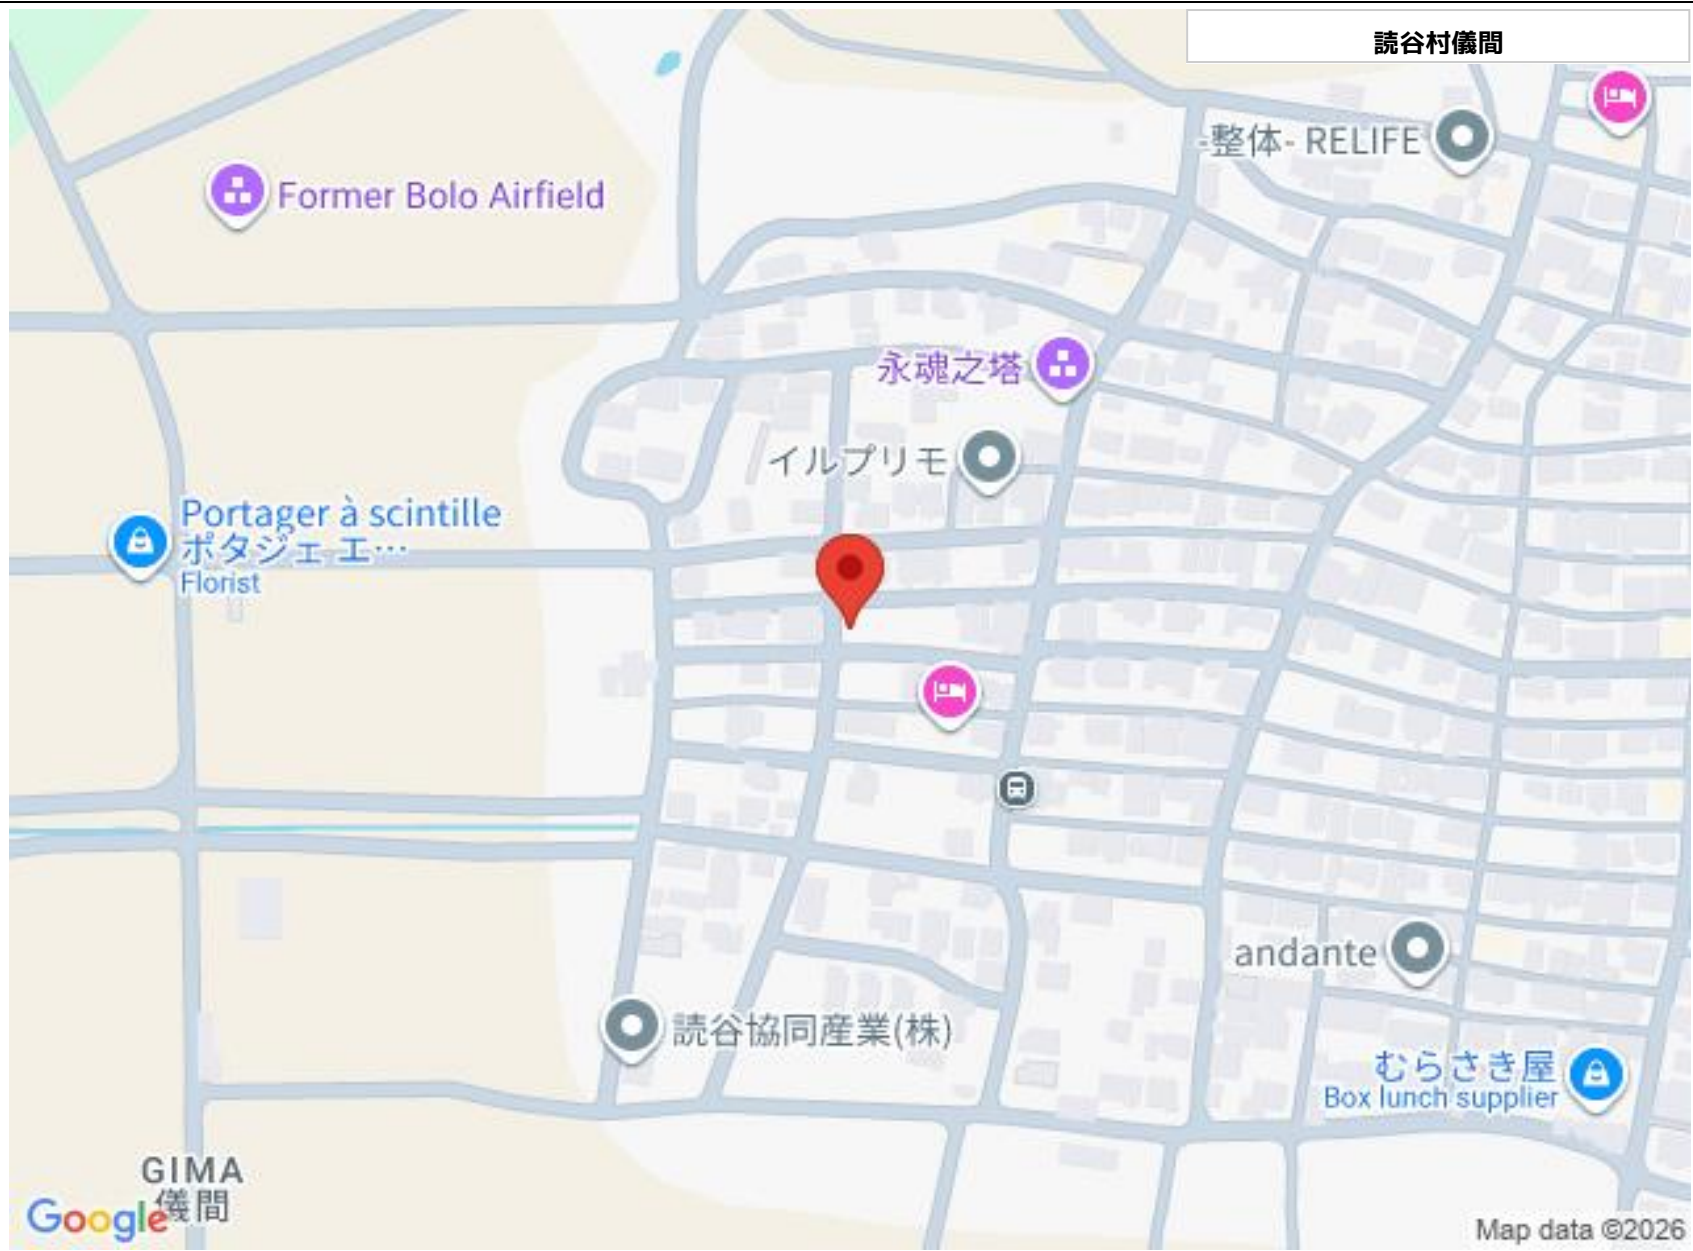 読谷村儀間
-整体- RELIFE
Former Bolo Airfield
永魂之塔
イルプリモ
Portager à scintille
ポタジェ エ…
Florist
andante
読谷協同産業(株)
むらさき屋
Box lunch supplier
GIMA
儀間
Google
Map data ©2026